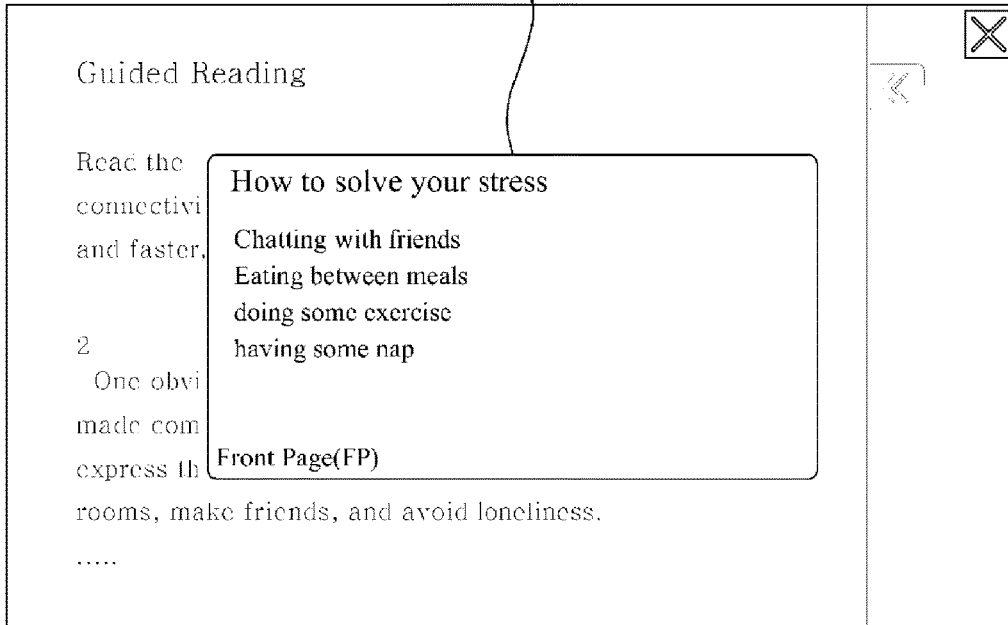 Guided Reading
Read the
connectivi
and faster,
How to solve your stress
Chatting with friends
Eating between meals
doing some exercise
having some nap
Front Page(FP)
2
One obvi
made com
express th
rooms, make friends, and avoid loneliness.
.....